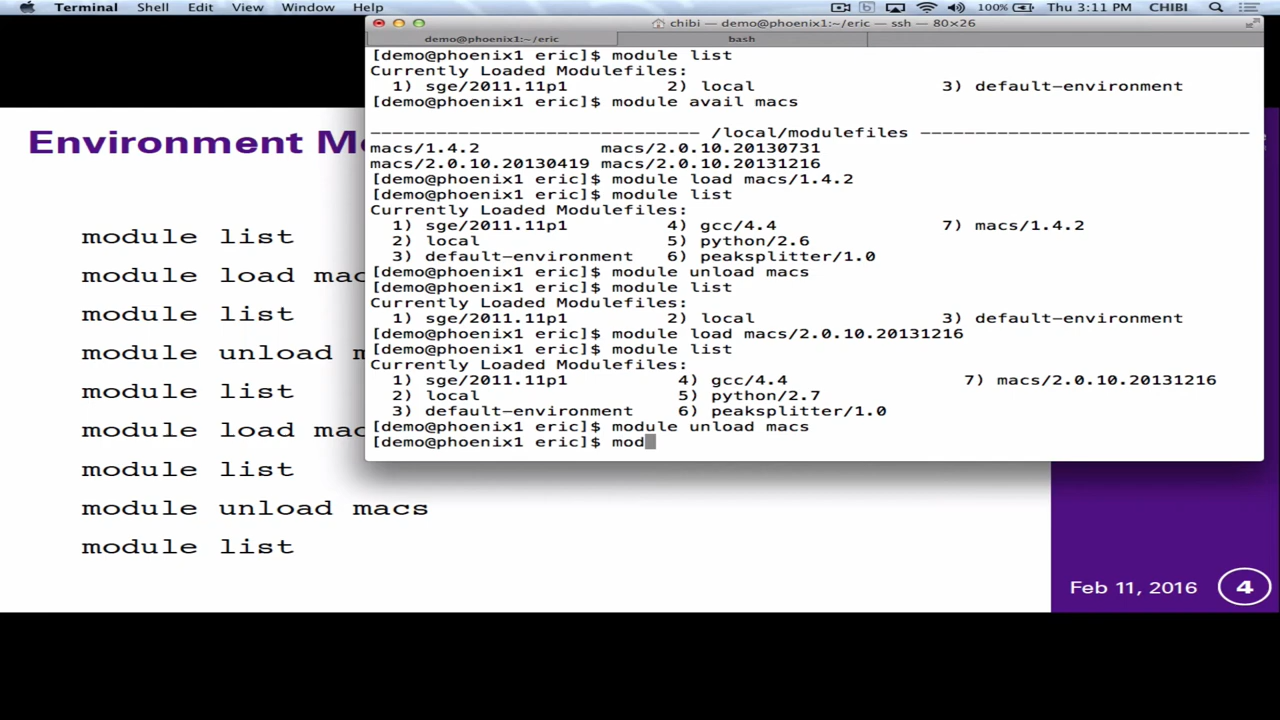 Terminal Shell Edit View Window Help 100% Thu 3:11 PM CHIBI
chibi — demo@phoenix1:~/eric — ssh — 80×26
demo@phoenix1:~/eric bash
[demo@phoenix1 eric]$ module list
Currently Loaded Modulefiles:
1) sge/2011.11p1 2) local 3) default-environment
[demo@phoenix1 eric]$ module avail macs
----------------------------- /local/modulefiles -----------------------------
macs/1.4.2 macs/2.0.10.20130731
macs/2.0.10.20130419 macs/2.0.10.20131216
[demo@phoenix1 eric]$ module load macs/1.4.2
[demo@phoenix1 eric]$ module list
Currently Loaded Modulefiles:
1) sge/2011.11p1 4) gcc/4.4 7) macs/1.4.2
2) local 5) python/2.6
3) default-environment 6) peaksplitter/1.0
[demo@phoenix1 eric]$ module unload macs
[demo@phoenix1 eric]$ module list
Currently Loaded Modulefiles:
1) sge/2011.11p1 2) local 3) default-environment
[demo@phoenix1 eric]$ module load macs/2.0.10.20131216
[demo@phoenix1 eric]$ module list
Currently Loaded Modulefiles:
1) sge/2011.11p1 4) gcc/4.4 7) macs/2.0.10.20131216
2) local 5) python/2.7
3) default-environment 6) peaksplitter/1.0
[demo@phoenix1 eric]$ module unload macs
[demo@phoenix1 eric]$ mod
Environment M
module list
module load mac
module list
module unload m
module list
module load mac
module list
module unload macs
module list
Feb 11, 2016 4